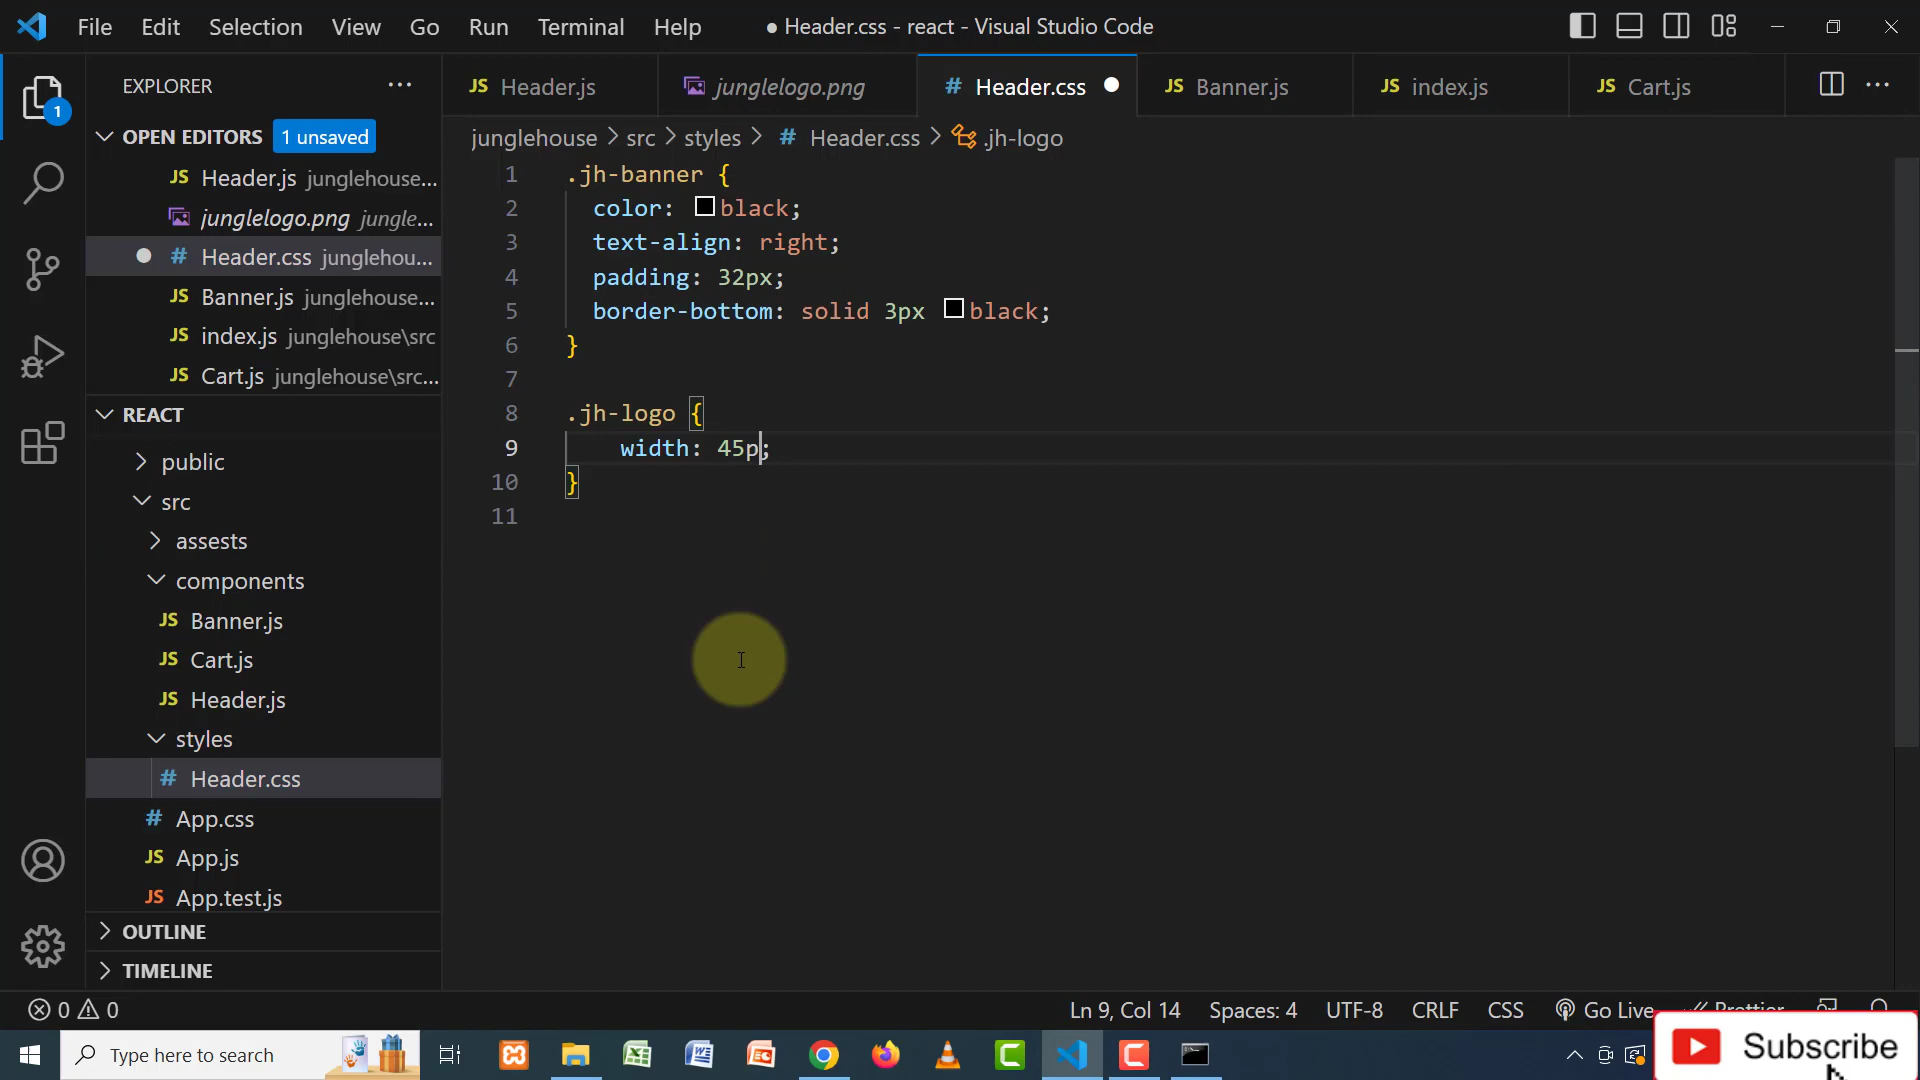 File Edit Selection View Go Run Terminal Help ● Header.css - react - Visual Studio Code
EXPLORER ...
JS Header.js
junglelogo.png
# Header.css
JS Banner.js
JS index.js
JS Cart.js
1
OPEN EDITORS 1 unsaved
JS Header.js junglehouse...
junglelogo.png jungle...
# Header.css junglehou...
JS Banner.js junglehouse...
JS index.js junglehouse\src
JS Cart.js junglehouse\src...
REACT
public
src
assests
components
JS Banner.js
JS Cart.js
JS Header.js
styles
# Header.css
# App.css
JS App.js
JS App.test.js
OUTLINE
TIMELINE
junglehouse > src > styles > # Header.css > .jh-logo
1 .jh-banner {
2 color: black;
3 text-align: right;
4 padding: 32px;
5 border-bottom: solid 3px black;
6 }
7
8 .jh-logo {
9 width: 45p;
10 }
11
0 0 Ln 9, Col 14 Spaces: 4 UTF-8 CRLF CSS Go Live Prettier
Type here to search
Subscribe